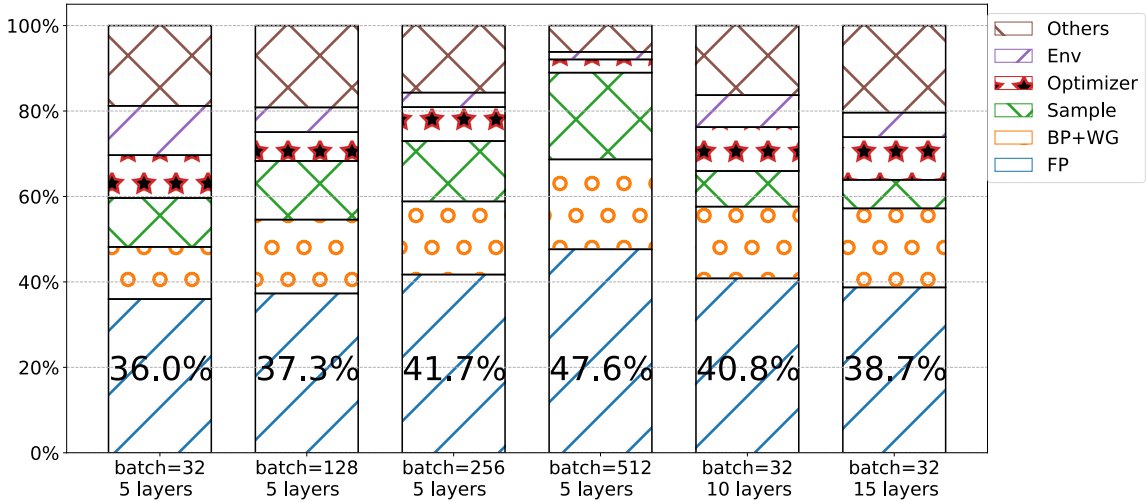 100%
80%
60%
40%
20%
0%
36.0%
37.3%
41.7%
47.6%
40.8%
38.7%
batch=32
5 layers
batch=128
5 layers
batch=256
5 layers
batch=512
5 layers
batch=32
10 layers
batch=32
15 layers
Others
Env
Optimizer
Sample
BP+WG
FP